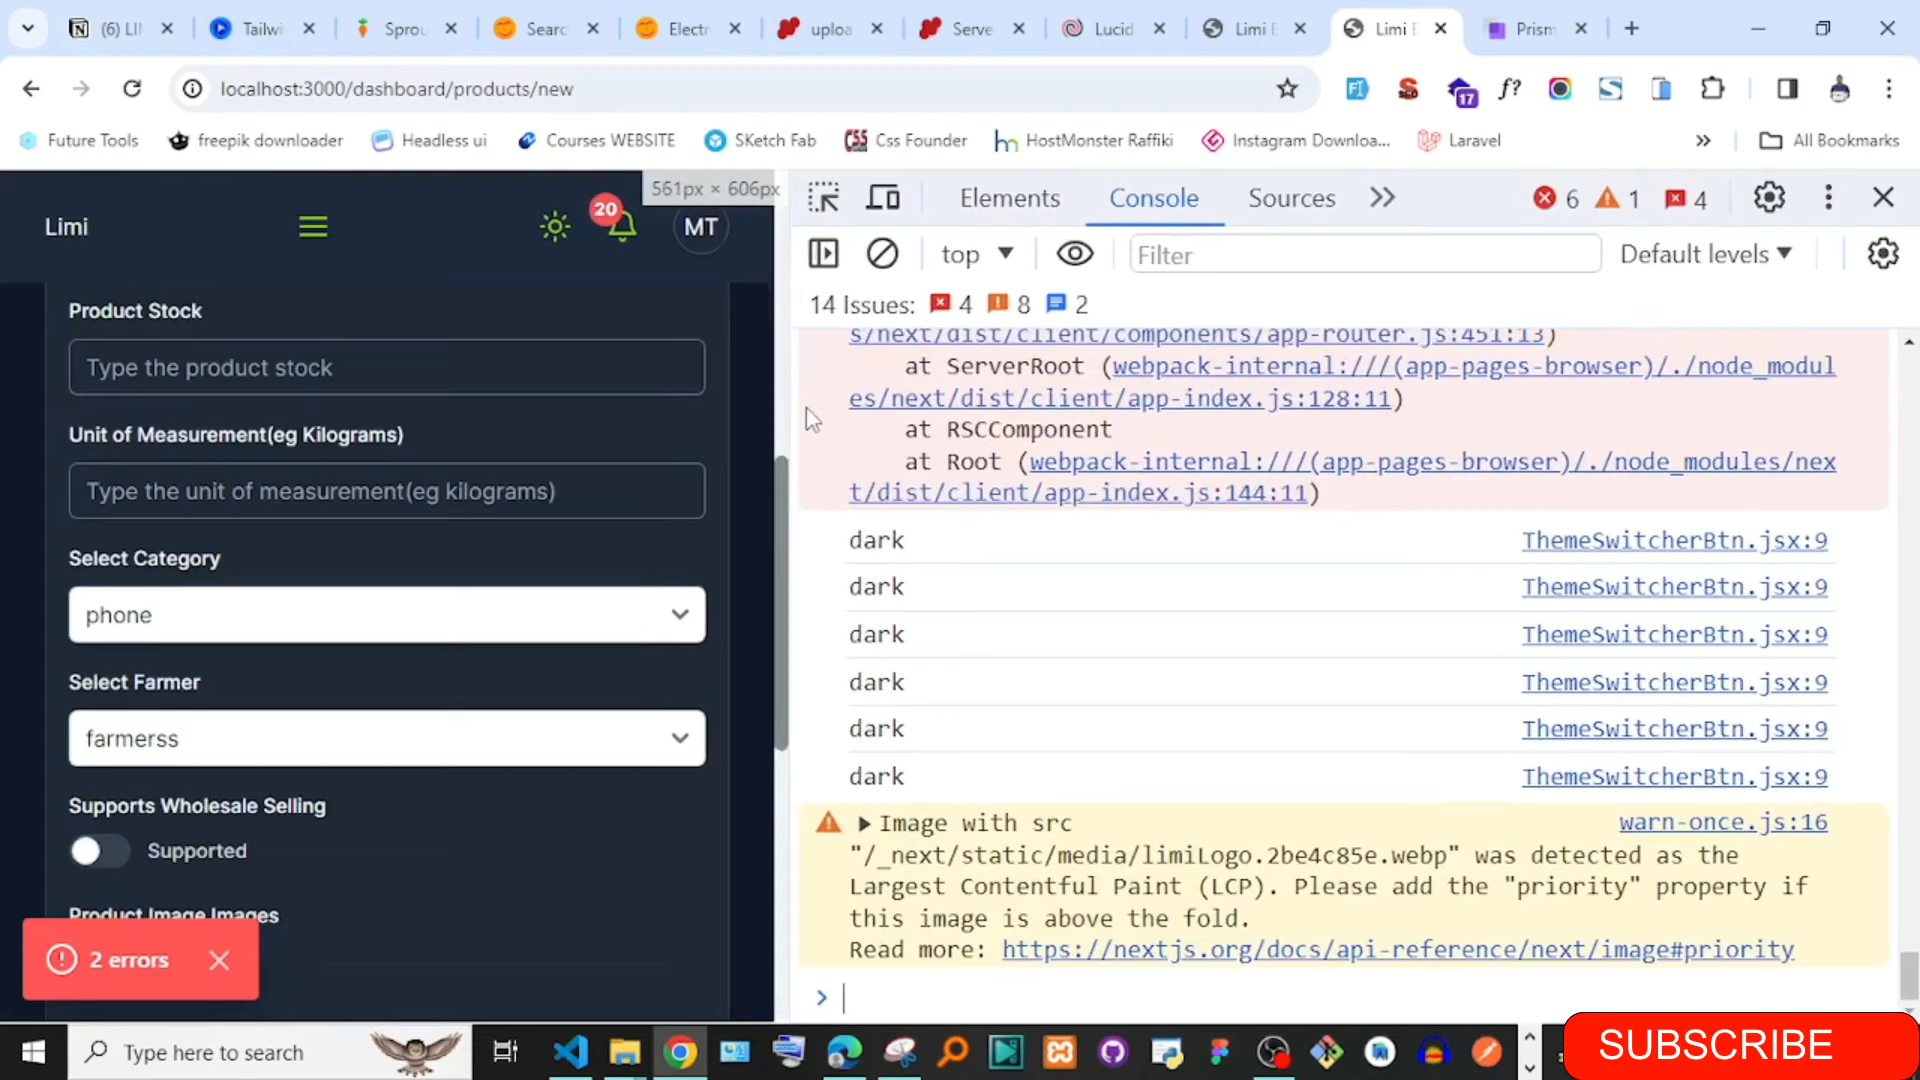 (6) LI
Tailwi
Sprou
Searc
Electr
uploa
Serve
Lucid
Limi E
Limi E
Prism
localhost:3000/dashboard/products/new
17
f?
Future Tools
freepik downloader
Headless ui
Courses WEBSITE
SKetch Fab
Css Founder
HostMonster Raffiki
Instagram Downloa...
Laravel
All Bookmarks
561px × 606px
Limi
20
MT
Elements
Console
Sources
6
1
4
top
Filter
Default levels
14 Issues:
4
8
2
Product Stock
Type the product stock
Unit of Measurement(eg Kilograms)
Type the unit of measurement(eg kilograms)
Select Category
phone
Select Farmer
farmerss
Supports Wholesale Selling
Supported
Product Image Images
2 errors
s/next/dist/client/components/app-router.js:451:13)
at ServerRoot (webpack-internal:///(app-pages-browser)/./node_modul
es/next/dist/client/app-index.js:128:11)
at RSCComponent
at Root (webpack-internal:///(app-pages-browser)/./node_modules/nex
t/dist/client/app-index.js:144:11)
dark ThemeSwitcherBtn.jsx:9
dark ThemeSwitcherBtn.jsx:9
dark ThemeSwitcherBtn.jsx:9
dark ThemeSwitcherBtn.jsx:9
dark ThemeSwitcherBtn.jsx:9
dark ThemeSwitcherBtn.jsx:9
Image with src warn-once.js:16
"/_next/static/media/limiLogo.2be4c85e.webp" was detected as the
Largest Contentful Paint (LCP). Please add the "priority" property if
this image is above the fold.
Read more: https://nextjs.org/docs/api-reference/next/image#priority
Type here to search
SUBSCRIBE